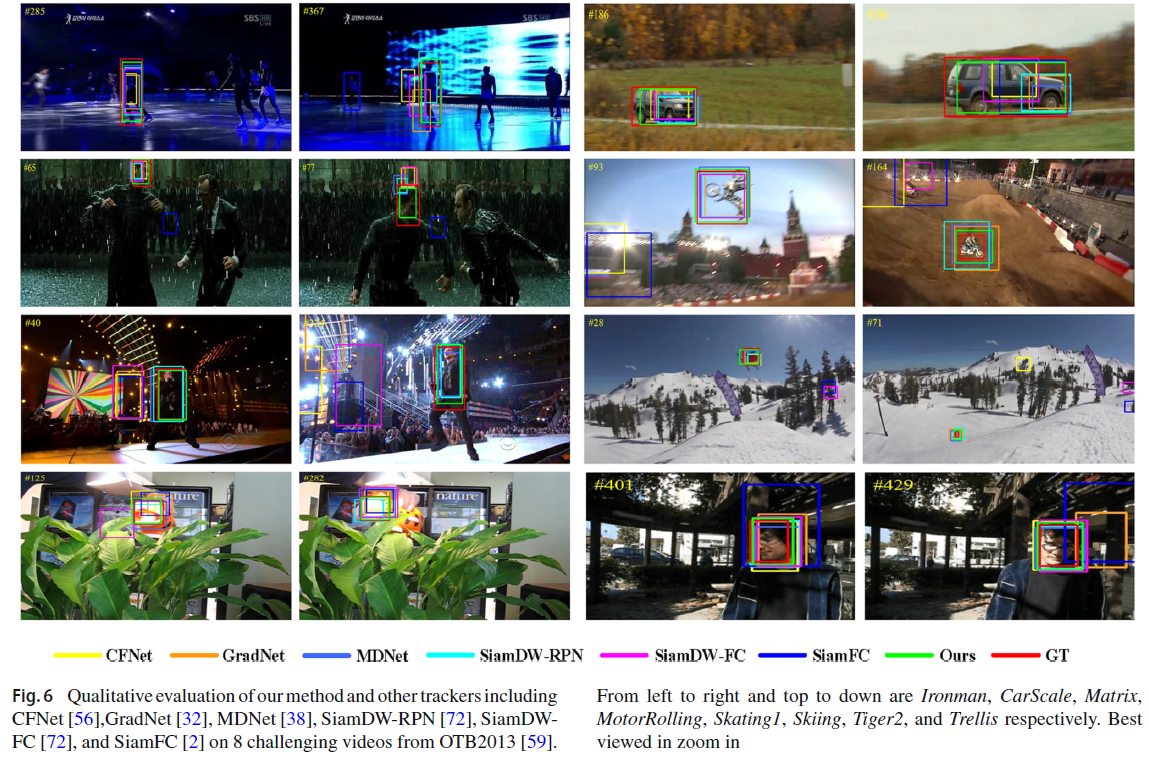 #285
SBS
#367
SBS
#186
#65
#77
#93
#164
#40
#28
#71
#125
nature
#282
nature
#401
#429
CFNet
GradNet
MDNet
SiamDW-RPN
SiamDW-FC
SiamFC
Ours
GT
Fig. 6 Qualitative evaluation of our method and other trackers including
CFNet [56],GradNet [32], MDNet [38], SiamDW-RPN [72], SiamDW-
FC [72], and SiamFC [2] on 8 challenging videos from OTB2013 [59].
From left to right and top to down are Ironman, CarScale, Matrix,
MotorRolling, Skating1, Skiing, Tiger2, and Trellis respectively. Best
viewed in zoom in